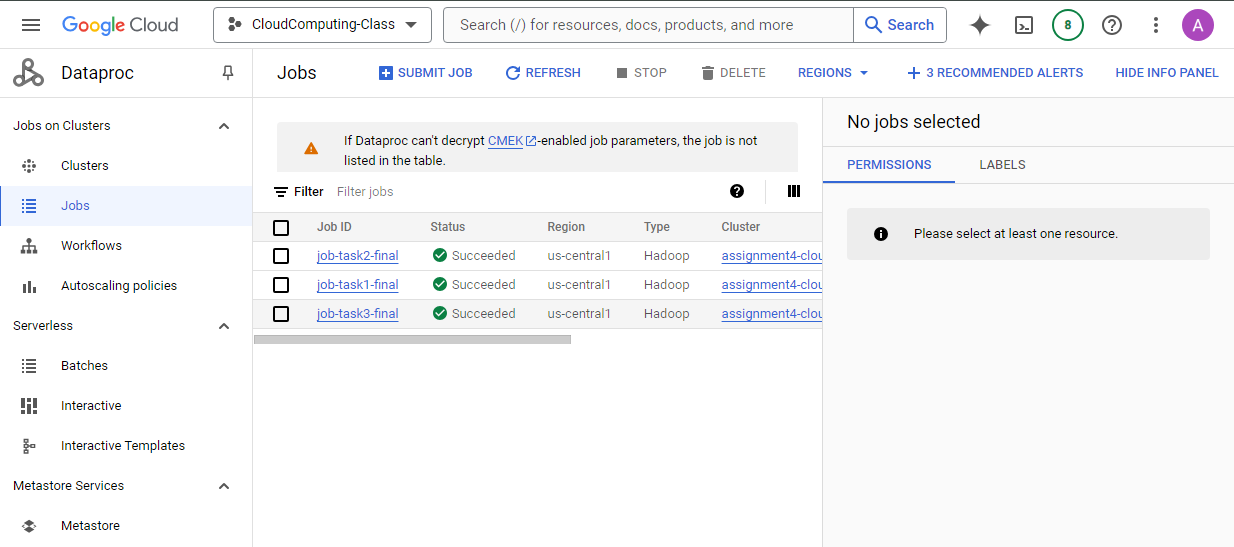 Google Cloud
CloudComputing-Class
Search (/) for resources, docs, products, and more
Search
8
A
Dataproc
Jobs
SUBMIT JOB
REFRESH
STOP
DELETE
REGIONS
3 RECOMMENDED ALERTS
HIDE INFO PANEL
Jobs on Clusters
Clusters
Jobs
Workflows
Autoscaling policies
Serverless
Batches
Interactive
Interactive Templates
Metastore Services
Metastore
If Dataproc can't decrypt CMEK-enabled job parameters, the job is not
listed in the table.
Filter Filter jobs
Job ID Status Region Type Cluster
job-task2-final Succeeded us-central1 Hadoop assignment4-clou
job-task1-final Succeeded us-central1 Hadoop assignment4-clou
job-task3-final Succeeded us-central1 Hadoop assignment4-clou
No jobs selected
PERMISSIONS LABELS
Please select at least one resource.